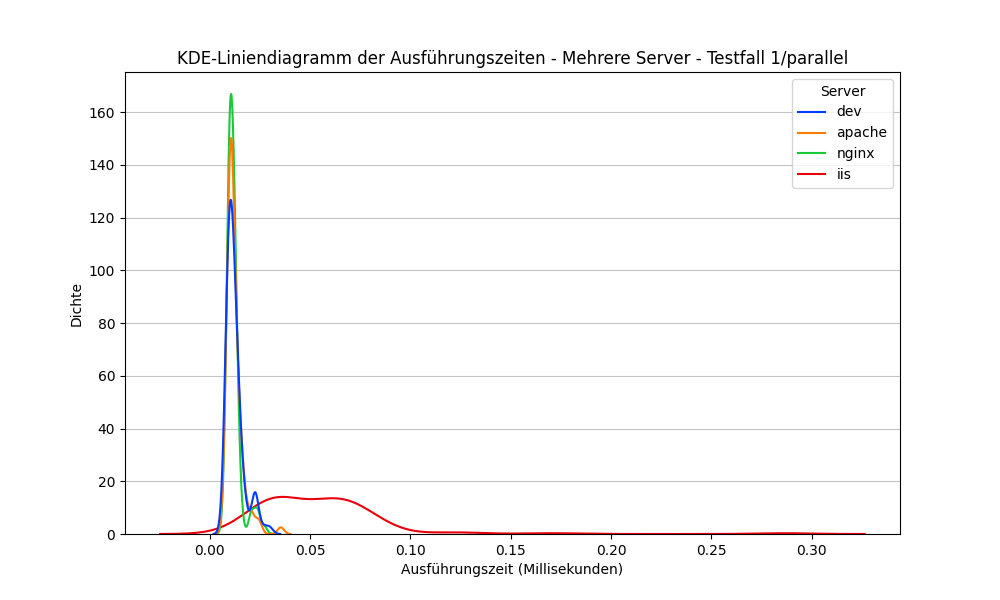 KDE-Liniendiagramm der Ausführungszeiten - Mehrere Server - Testfall 1/parallel
Server
dev
apache
nginx
iis
160
140
120
100
80
60
40
20
0
Dichte
0.00 0.05 0.10 0.15 0.20 0.25 0.30
Ausführungszeit (Millisekunden)